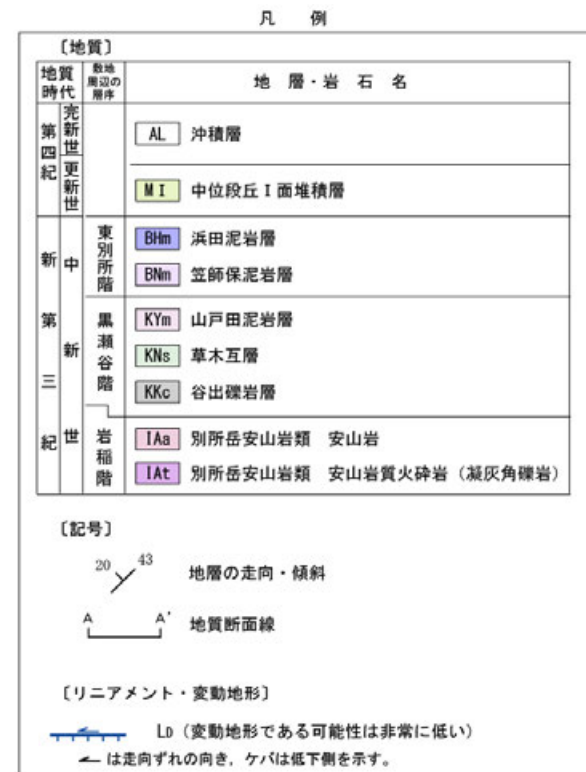 凡 例
〔地質〕
地質時代 敷地周辺の層序 地 層・岩 石 名
第四紀 完新世 AL 沖積層
更新世 MⅠ 中位段丘Ⅰ面堆積層
新第三紀 中新世 東別所階 BHm 浜田泥岩層
BNm 笠師保泥岩層
黒瀬谷階 KYm 山戸田泥岩層
KNs 草木互層
KKc 谷出礫岩層
岩稲階 IAa 別所岳安山岩類 安山岩
IAt 別所岳安山岩類 安山岩質火砕岩（凝灰角礫岩）
〔記号〕
20 43 地層の走向・傾斜
A A' 地質断面線
〔リニアメント・変動地形〕
LD（変動地形である可能性は非常に低い）
は走向ずれの向き，ケバは低下側を示す。